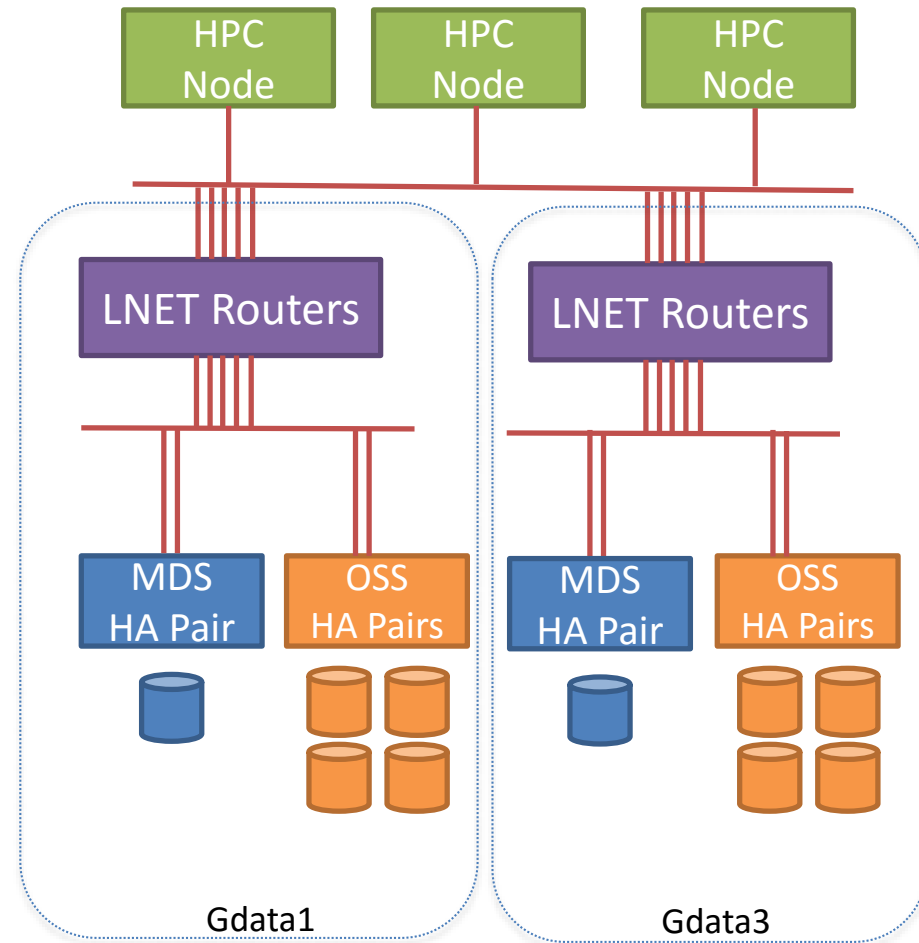 HPC
Node
HPC
Node
HPC
Node
LNET Routers
LNET Routers
MDS
HA Pair
OSS
HA Pairs
MDS
HA Pair
OSS
HA Pairs
Gdata1
Gdata3